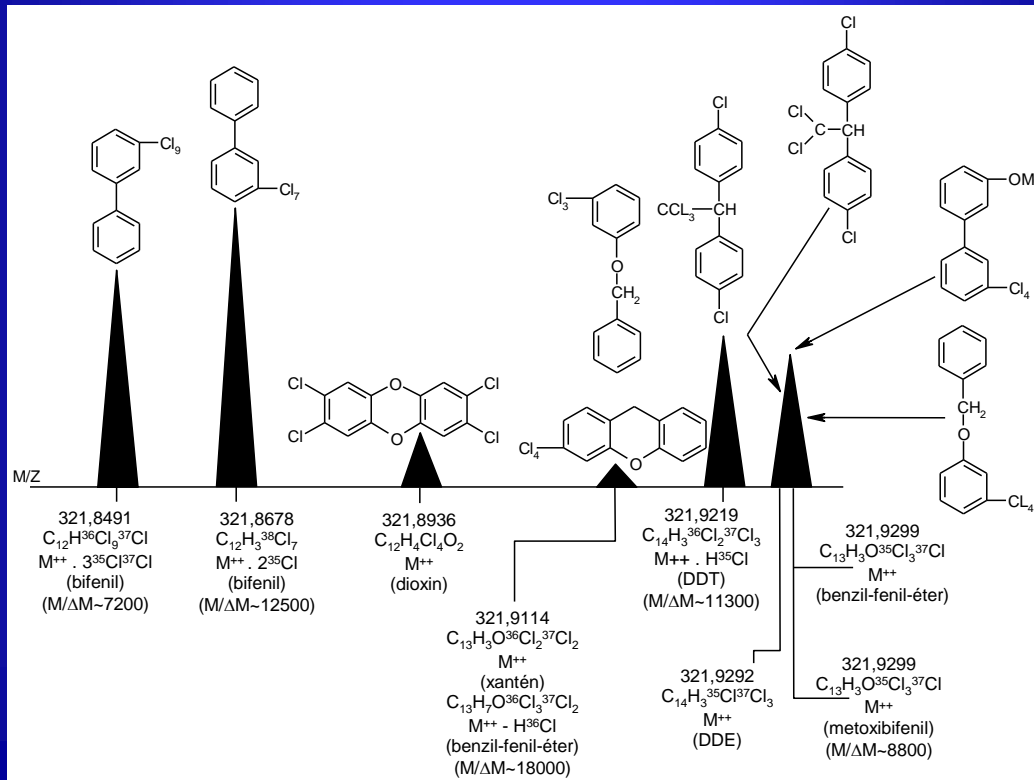 Cl₉
Cl₇
Cl₃
O
CH₂
Cl
CCL₃
CH
Cl
Cl
Cl
Cl
CH
Cl
OM
Cl₄
CH₂
O
CL₄
Cl
O
Cl
Cl
O
Cl
Cl₄
O
M/Z
321,8491
C₁₂H³⁶Cl₉³⁷Cl
M⁺⁺ . 3³⁵Cl³⁷Cl
(bifenil)
(M/ΔM~7200)
321,8678
C₁₂H₃³⁸Cl₇
M⁺⁺ . 2³⁵Cl
(bifenil)
(M/ΔM~12500)
321,8936
C₁₂H₄Cl₄O₂
M⁺⁺
(dioxin)
321,9114
C₁₃H₃O³⁶Cl₂³⁷Cl₂
M⁺⁺
(xantén)
C₁₃H₇O³⁶Cl₃³⁷Cl₂
M⁺⁺ - H³⁶Cl
(benzil-fenil-éter)
(M/ΔM~18000)
321,9219
C₁₄H₃³⁶Cl₂³⁷Cl₃
M++ . H³⁵Cl
(DDT)
(M/ΔM~11300)
321,9292
C₁₄H₃³⁵Cl³⁷Cl₃
M⁺⁺
(DDE)
321,9299
C₁₃H₃O³⁵Cl₃³⁷Cl
M⁺⁺
(benzil-fenil-éter)
321,9299
C₁₃H₃O³⁵Cl₃³⁷Cl
M⁺⁺
(metoxibifenil)
(M/ΔM~8800)